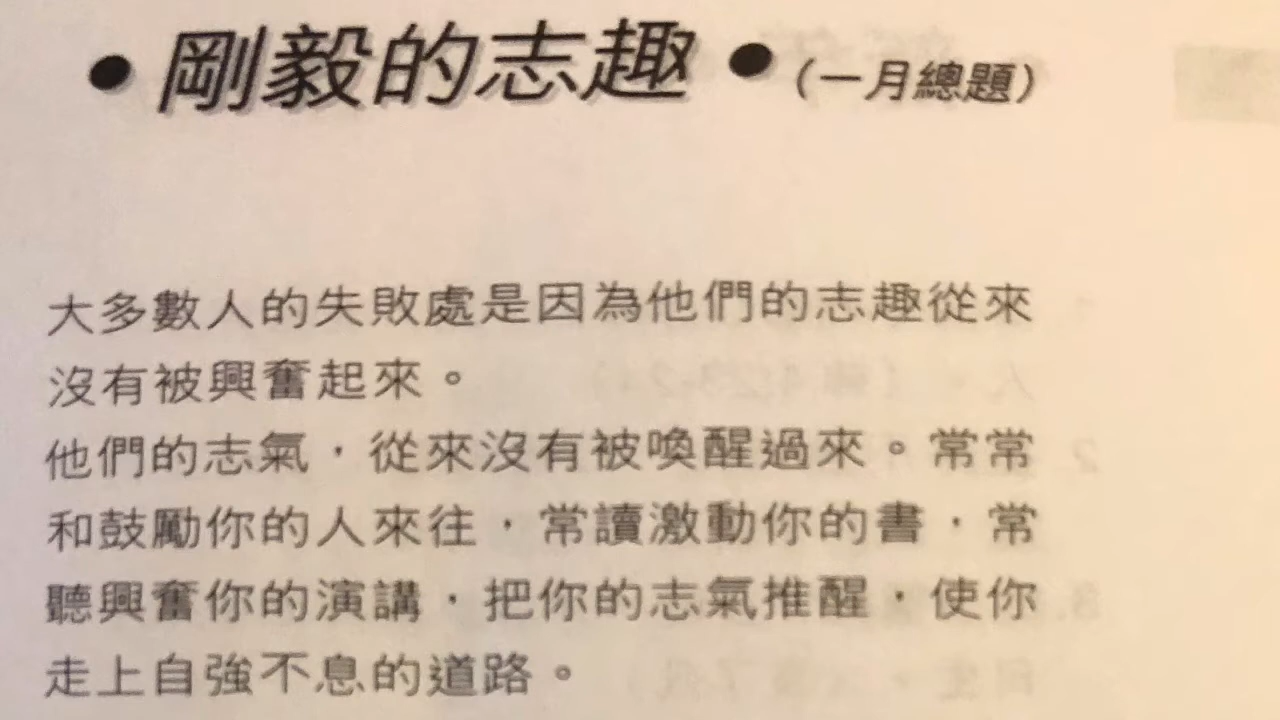 •剛毅的志趣•(一月總題)
大多數人的失敗處是因為他們的志趣從來
沒有被興奮起來。
他們的志氣，從來沒有被喚醒過來。常常
和鼓勵你的人來往，常讀激動你的書，常
聽興奮你的演講，把你的志氣推醒，使你
走上自強不息的道路。